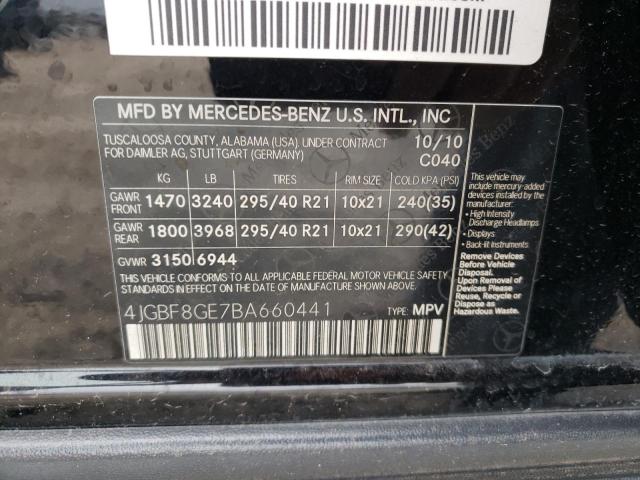 MFD BY MERCEDES-BENZ U.S. INTL., INC
TUSCALOOSA COUNTY, ALABAMA (USA), UNDER CONTRACT
FOR DAIMLER AG, STUTTGART (GERMANY)
10/10
C040
KG LB TIRES RIM SIZE COLD KPA (PSI)
GAWR FRONT 1470 3240 295/40 R21 10x21 240(35)
GAWR REAR 1800 3968 295/40 R21 10x21 290(42)
GVWR 3150 6944
THIS VEHICLE CONFORMS TO ALL APPLICABLE FEDERAL MOTOR VEHICLE SAFETY
STANDARDS IN EFFECT ON THE DATE OF MANUFACTURE SHOWN ABOVE.
4JGBF8GE7BA660441
TYPE: MPV
This vehicle may
include mercury-added
devices installed by
the manufacturer:
• High Intensity
Discharge Headlamps
• Displays
• Back-lit Instruments
Remove Devices
Before Vehicle
Disposal.
Upon Removal of
Devices Please
Reuse, Recycle or
Dispose as
Hazardous Waste.
Mercedes Benz